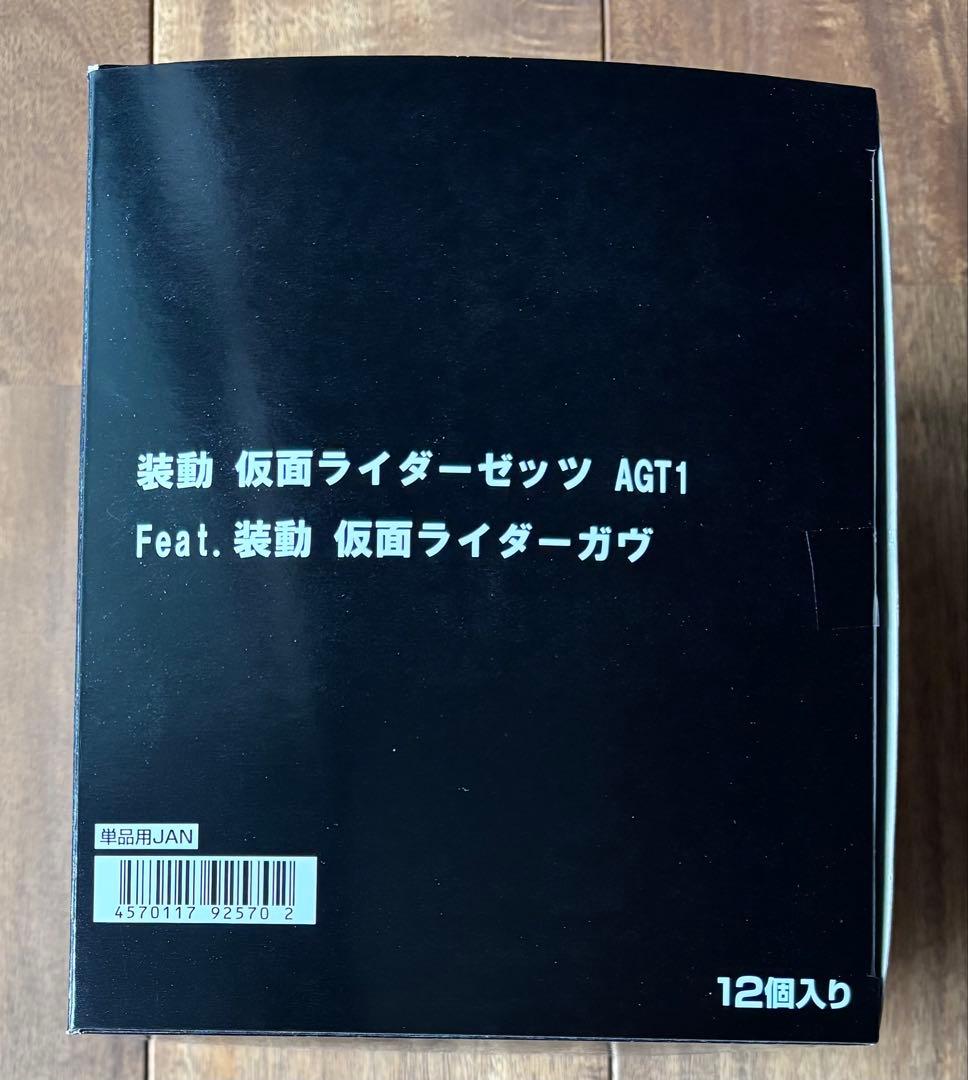 装動 仮面ライダーゼッツ AGT1
Feat.装動 仮面ライダーガヴ
単品用JAN
4570117 92570 2
12個入り